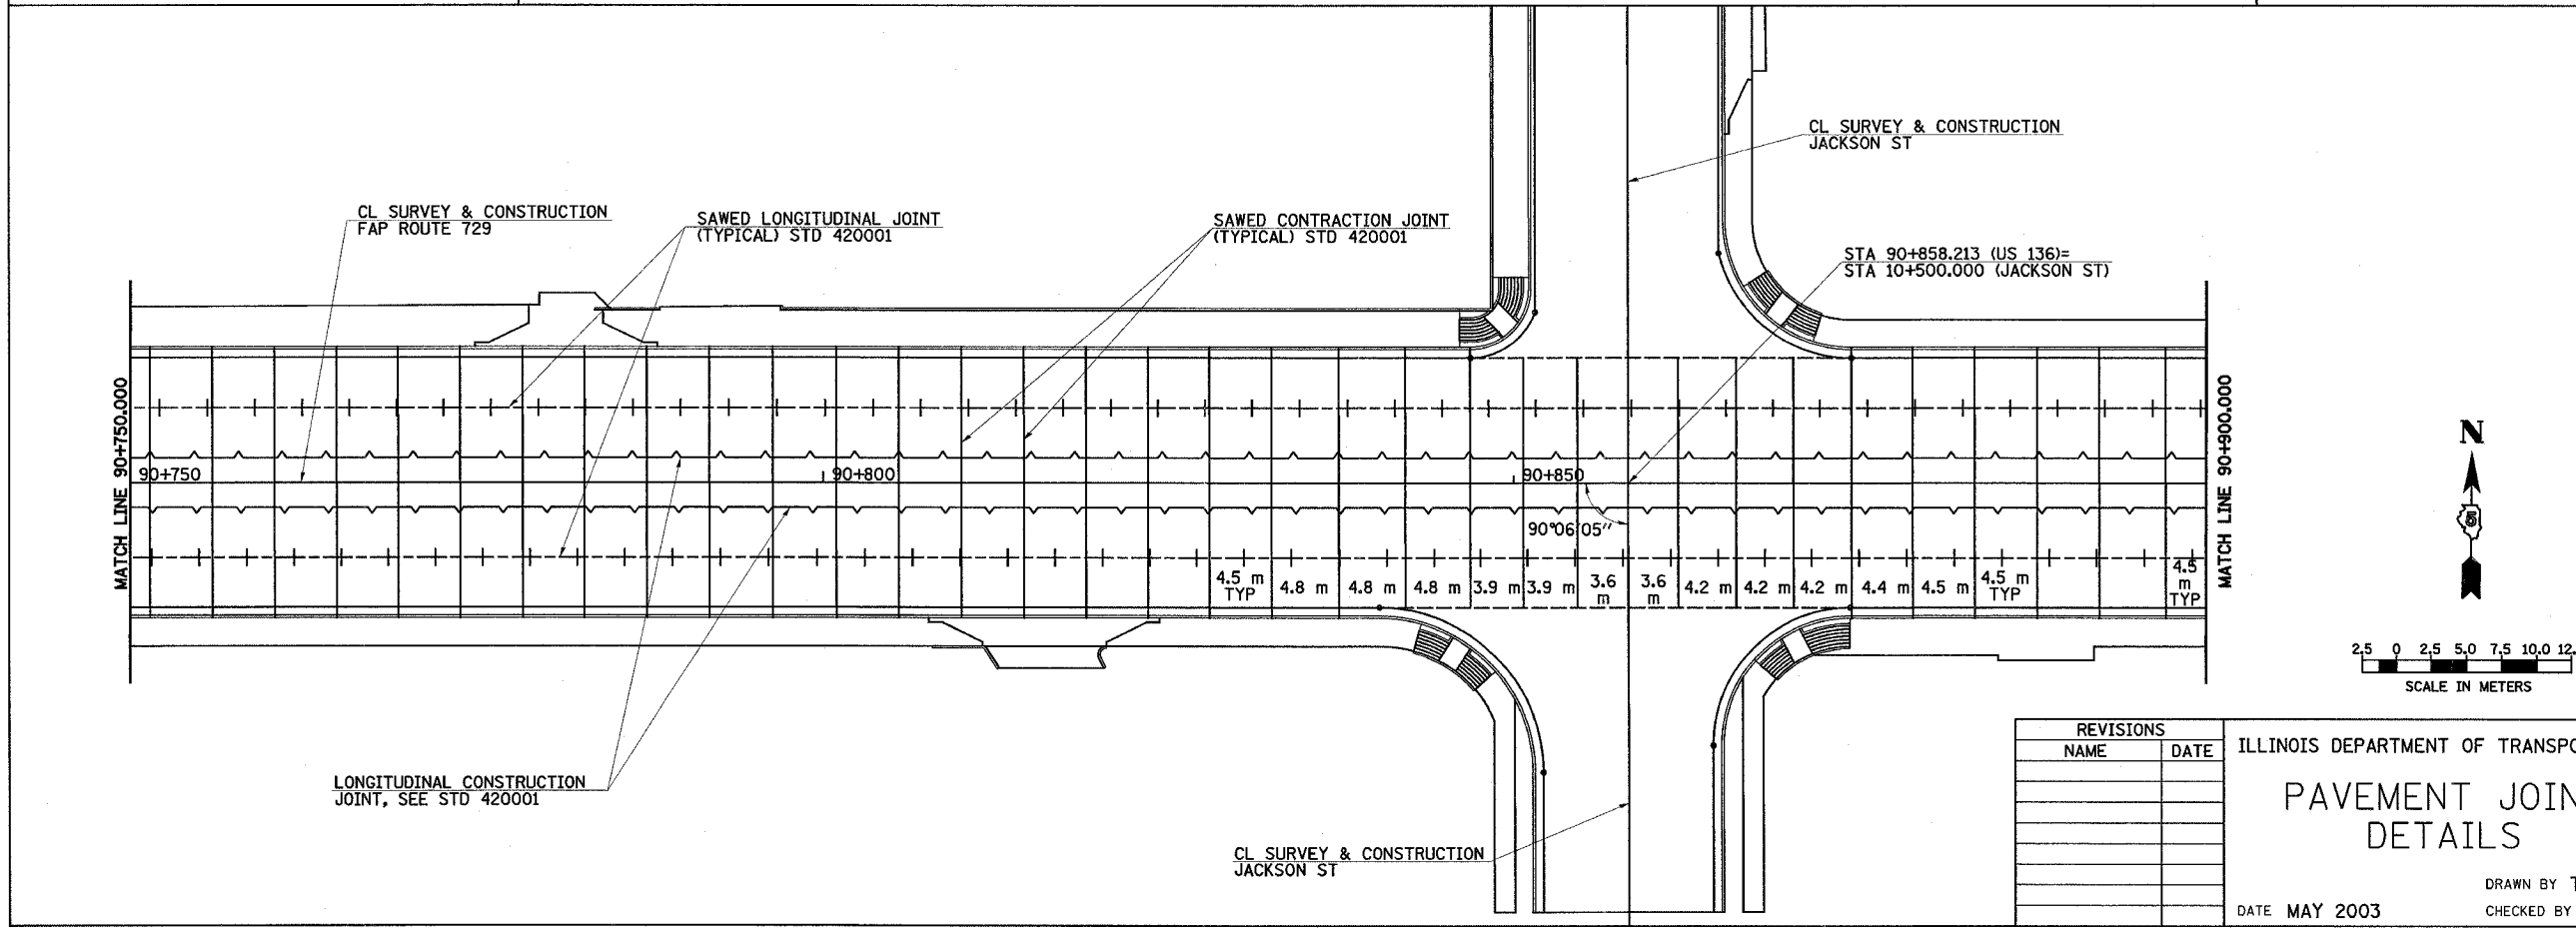 CL SURVEY & CONSTRUCTION
JACKSON ST
CL SURVEY & CONSTRUCTION
FAP ROUTE 729
SAWED LONGITUDINAL JOINT
(TYPICAL) STD 420001
SAWED CONTRACTION JOINT
(TYPICAL) STD 420001
STA 90+858.213 (US 136)=
STA 10+500.000 (JACKSON ST)
MATCH LINE 90+750.000
90+750
90+800
90+850
90°06'05"
MATCH LINE 90+900.000
4.5 m TYP
4.8 m
4.8 m
4.8 m
3.9 m
3.9 m
3.6 m
3.6 m
4.2 m
4.2 m
4.2 m
4.4 m
4.5 m
4.5 m TYP
4.5 m TYP
N
5
2.5 0 2.5 5.0 7.5 10.0 12.
SCALE IN METERS
LONGITUDINAL CONSTRUCTION
JOINT, SEE STD 420001
CL SURVEY & CONSTRUCTION
JACKSON ST
REVISIONS
NAME DATE
ILLINOIS DEPARTMENT OF TRANSPO
PAVEMENT JOIN
DETAILS
DRAWN BY
DATE MAY 2003
CHECKED BY